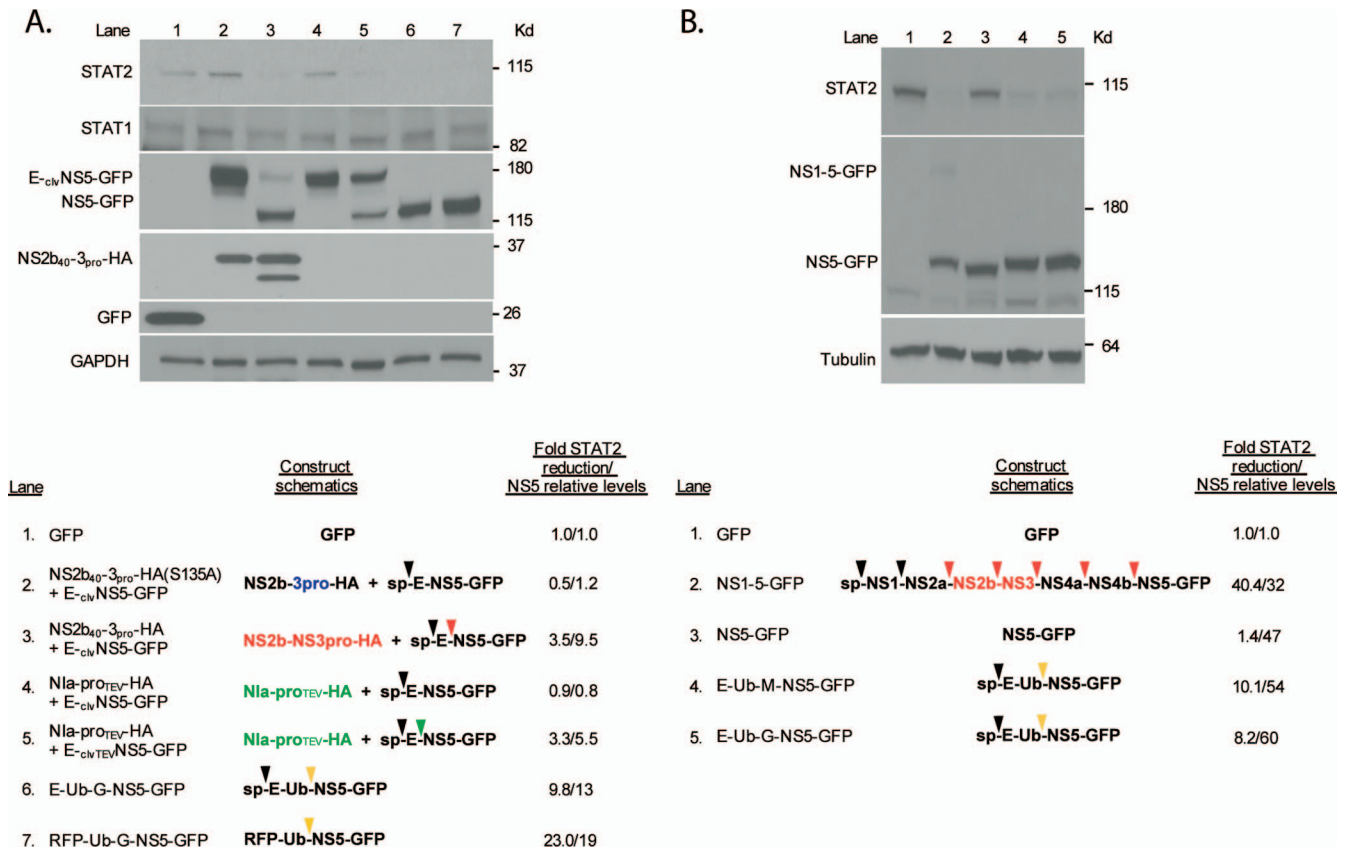 A.
Lane 1 2 3 4 5 6 7 Kd
STAT2 - 115
STAT1
- 82
E-clvNS5-GFP - 180
NS5-GFP
- 115
NS2b40-3pro-HA - 37
GFP - 26
GAPDH
- 37
B.
Lane 1 2 3 4 5 Kd
STAT2 - 115
NS1-5-GFP
- 180
NS5-GFP
- 115
Tubulin - 64
Lane Construct schematics Fold STAT2 reduction/ NS5 relative levels
1. GFP GFP 1.0/1.0
2. NS2b40-3pro-HA(S135A) + E-clvNS5-GFP NS2b-3pro-HA + sp-E-NS5-GFP 0.5/1.2
3. NS2b40-3pro-HA + E-clvNS5-GFP NS2b-NS3pro-HA + sp-E-NS5-GFP 3.5/9.5
4. NIa-proTEV-HA + E-clvNS5-GFP NIa-proTEV-HA + sp-E-NS5-GFP 0.9/0.8
5. NIa-proTEV-HA + E-clvTEVNS5-GFP NIa-proTEV-HA + sp-E-NS5-GFP 3.3/5.5
6. E-Ub-G-NS5-GFP sp-E-Ub-NS5-GFP 9.8/13
7. RFP-Ub-G-NS5-GFP RFP-Ub-NS5-GFP 23.0/19
Lane Construct schematics Fold STAT2 reduction/ NS5 relative levels
1. GFP GFP 1.0/1.0
2. NS1-5-GFP sp-NS1-NS2a-NS2b-NS3-NS4a-NS4b-NS5-GFP 40.4/32
3. NS5-GFP NS5-GFP 1.4/47
4. E-Ub-M-NS5-GFP sp-E-Ub-NS5-GFP 10.1/54
5. E-Ub-G-NS5-GFP sp-E-Ub-NS5-GFP 8.2/60